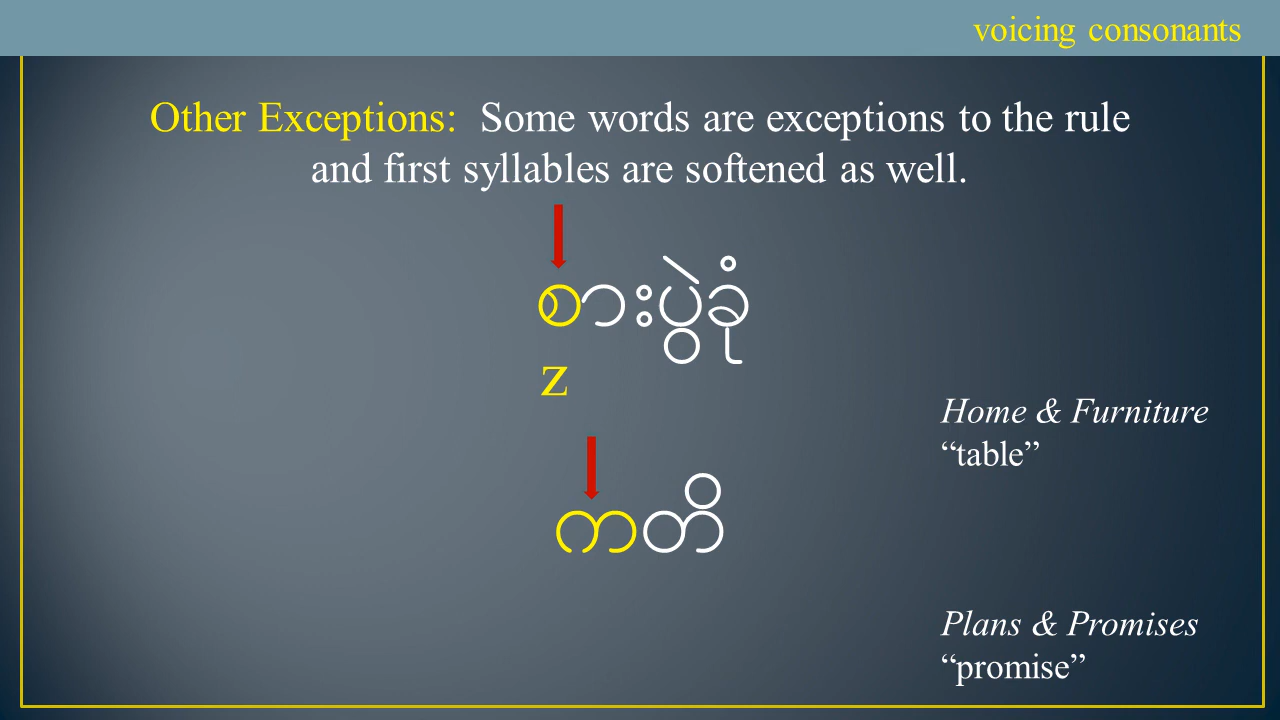 voicing consonants
Other Exceptions: Some words are exceptions to the rule
and first syllables are softened as well.
စားပွဲခုံ
z
Home & Furniture
“table”
ကတိ
Plans & Promises
“promise”